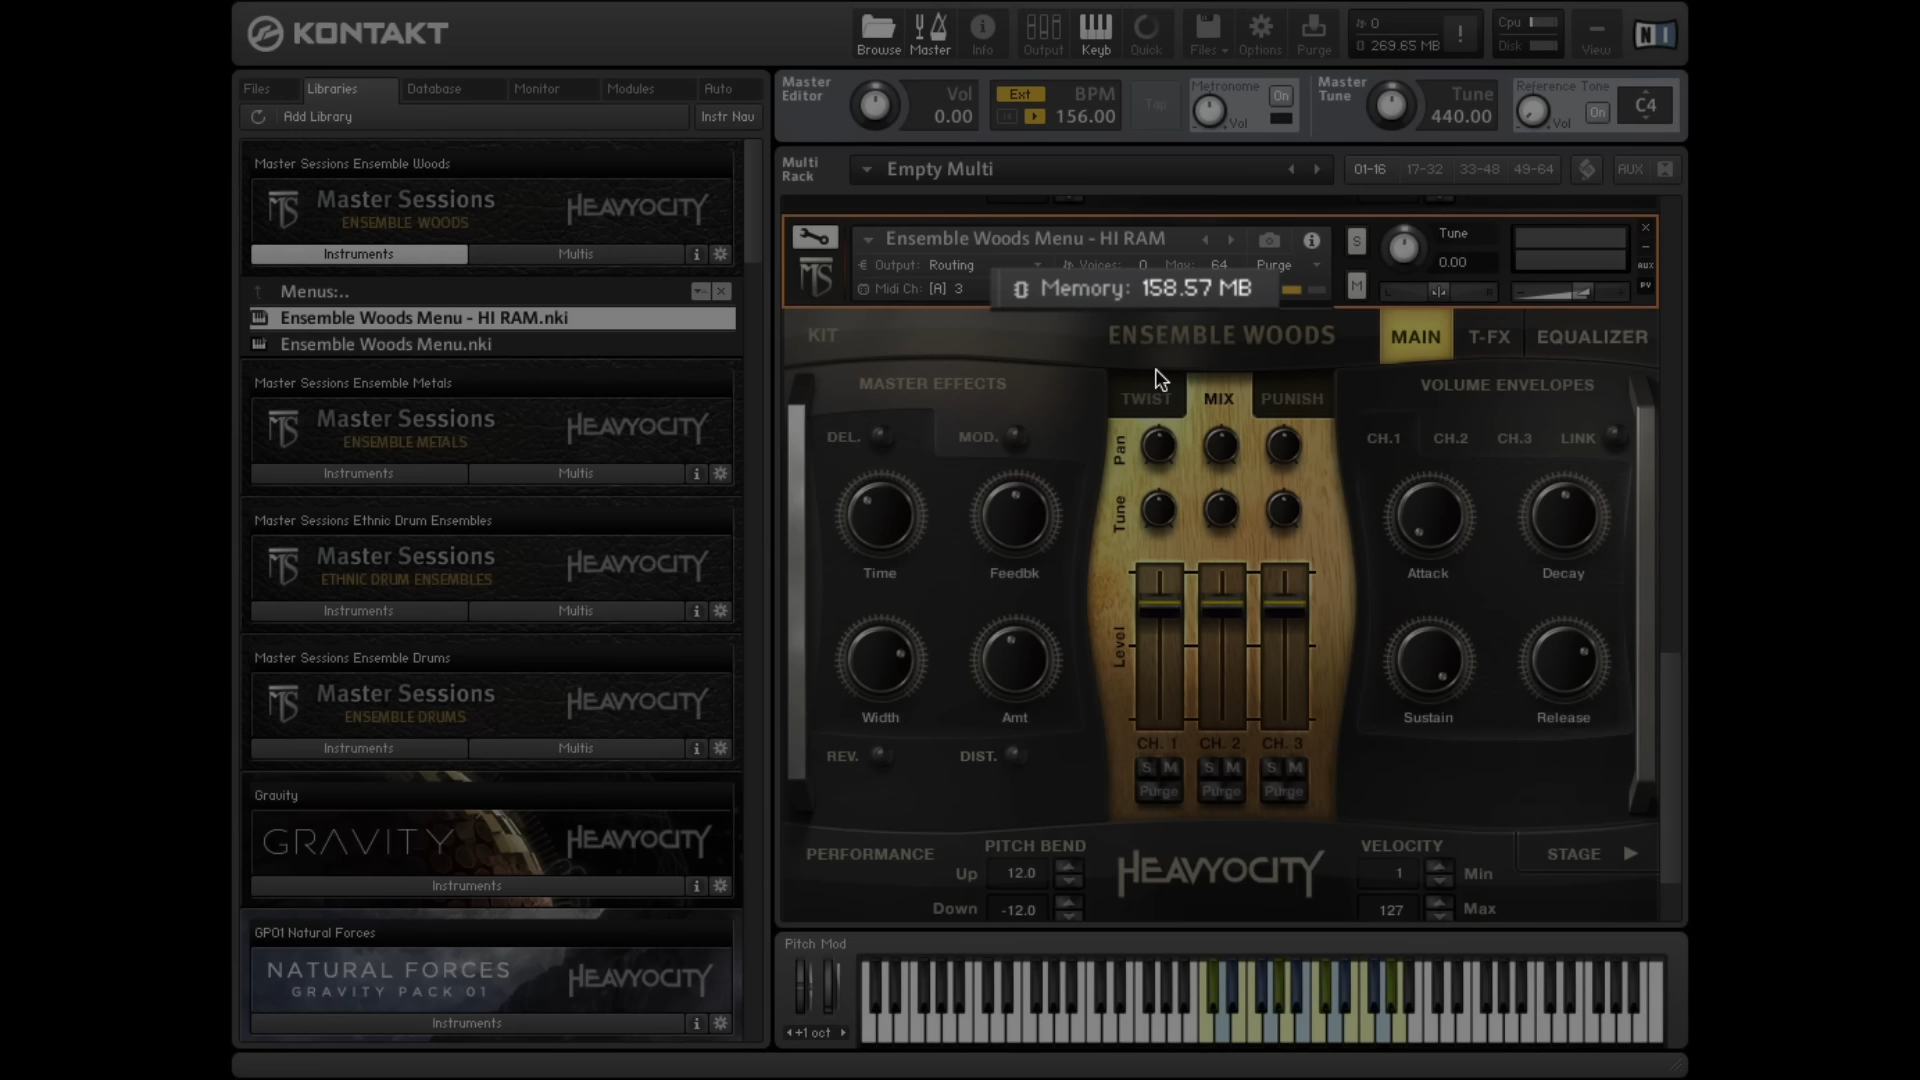 KONTAKT
Browse Master Info Output Keyb Quick Files Options Purge
0
0 269.65 MB
!
Cpu
Disk
View
NI
Files Libraries Database Monitor Modules Auto
Add Library Instr Nav
Master Sessions Ensemble Woods
MS Master Sessions HEAVYOCITY
ENSEMBLE WOODS
Instruments Multis i
Menus:..
Ensemble Woods Menu - HI RAM.nki
Ensemble Woods Menu.nki
Master Sessions Ensemble Metals
MS Master Sessions HEAVYOCITY
ENSEMBLE METALS
Instruments Multis i
Master Sessions Ethnic Drum Ensembles
MS Master Sessions HEAVYOCITY
ETHNIC DRUM ENSEMBLES
Instruments Multis i
Master Sessions Ensemble Drums
MS Master Sessions HEAVYOCITY
ENSEMBLE DRUMS
Instruments Multis i
Gravity
GRAVITY HEAVYOCITY
Instruments i
GP01 Natural Forces
NATURAL FORCES HEAVYOCITY
GRAVITY PACK 01
Instruments i
Master Editor
Vol
0.00
Ext BPM
156.00
Tap
Metronome
On
Vol
Master Tune
Tune
440.00
Reference Tone
On
Vol
C4
Multi Rack
Empty Multi
01-16 17-32 33-48 49-64
AUX
Ensemble Woods Menu - HI RAM
MS
Output: Routing Voices: 0 Max: 64 Purge
Midi Ch: [A] 3
Memory: 158.57 MB
S
M
Tune
0.00
L R
AUX
PV
KIT ENSEMBLE WOODS MAIN T-FX EQUALIZER
MASTER EFFECTS
DEL. MOD.
Time Feedbk
Width Amt
REV. DIST.
TWIST MIX PUNISH
Pan
Tune
Level
CH. 1 CH. 2 CH. 3
S M S M S M
Purge Purge Purge
VOLUME ENVELOPES
CH.1 CH.2 CH.3 LINK
Attack Decay
Sustain Release
PERFORMANCE
PITCH BEND
Up 12.0
Down -12.0
HEAVYOCITY
VELOCITY
1 Min
127 Max
STAGE
Pitch Mod
+1 oct